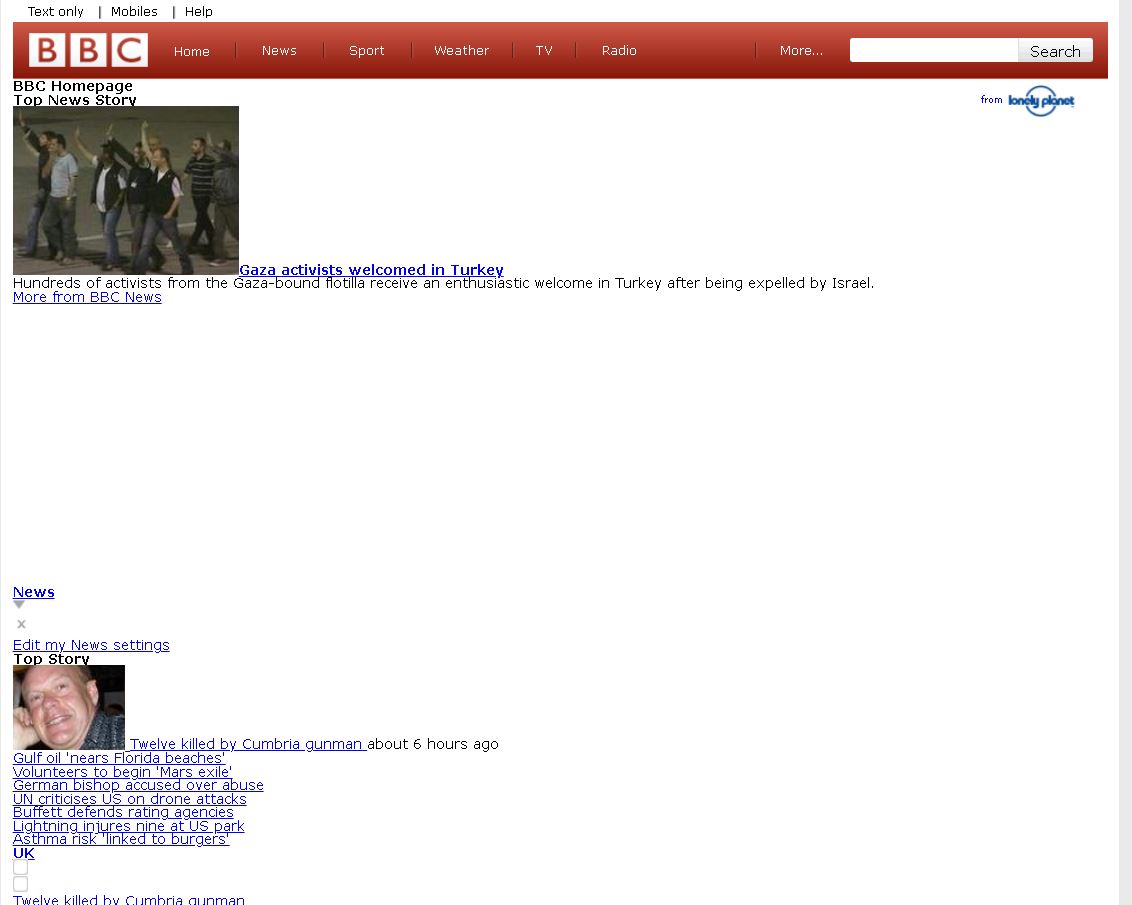 Text only | Mobiles | Help
BBC Home News Sport Weather TV Radio More... Search
BBC Homepage
Top News Story
from lonely planet
Gaza activists welcomed in Turkey
Hundreds of activists from the Gaza-bound flotilla receive an enthusiastic welcome in Turkey after being expelled by Israel.
More from BBC News
News
x
Edit my News settings
Top Story
Twelve killed by Cumbria gunman about 6 hours ago
Gulf oil 'nears Florida beaches'
Volunteers to begin 'Mars exile'
German bishop accused over abuse
UN criticises US on drone attacks
Buffett defends rating agencies
Lightning injures nine at US park
Asthma risk 'linked to burgers'
UK
Twelve killed by Cumbria gunman